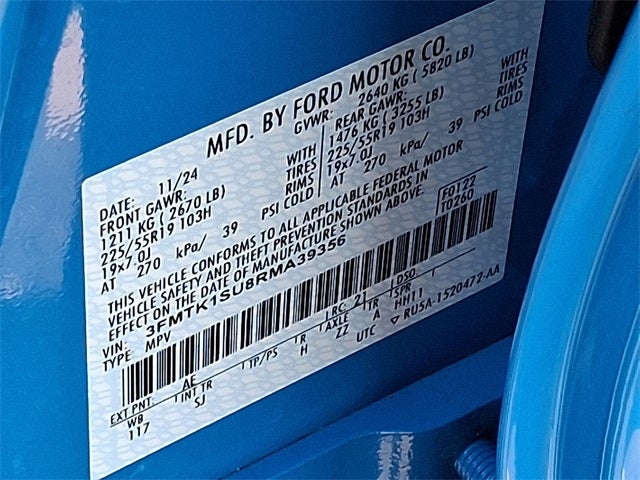 MFD. BY FORD MOTOR CO.
DATE: 11/24
GVWR: 2640 KG ( 5820 LB)
FRONT GAWR: WITH
1211 KG ( 2670 LB) TIRES
225/55R19 103H RIMS
19x7.0J PSI COLD
AT 270 kPa/ 39
REAR GAWR: WITH
1476 KG ( 3255 LB) TIRES
225/55R19 103H RIMS
19x7.0J PSI COLD
AT 270 kPa/ 39
THIS VEHICLE CONFORMS TO ALL APPLICABLE FEDERAL MOTOR
VEHICLE SAFETY AND THEFT PREVENTION STANDARDS IN
EFFECT ON THE DATE OF MANUFACTURE SHOWN ABOVE.
VIN: 3FMTK1SU8RMA39356
TYPE: MPV
F0122
T0260
EXT PNT: AE RC: 21 DSO:
WB INT TR TP/PS R AXLE TR SPR
117 SJ H ZZ A HH11
UTC ▽ RU5A-1520472-AA